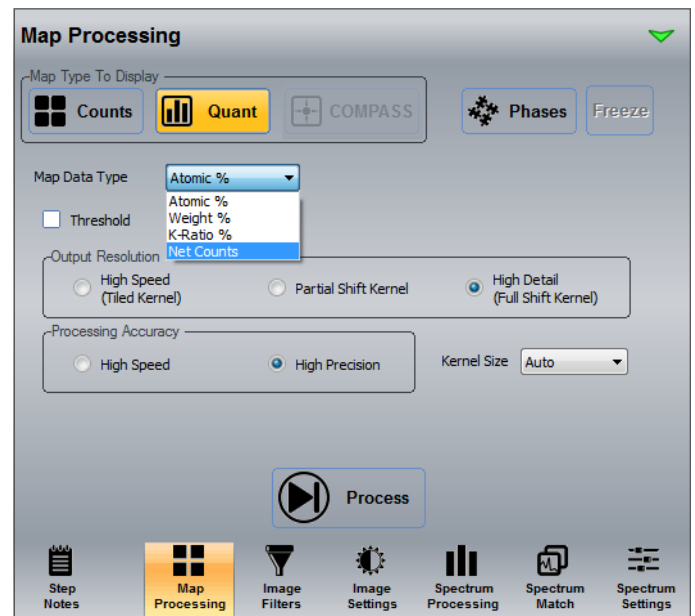 Map Processing
Map Type To Display
Counts
Quant
COMPASS
Phases
Freeze
Map Data Type
Atomic %
Atomic %
Weight %
K-Ratio %
Net Counts
Threshold
Output Resolution
High Speed
(Tiled Kernel)
Partial Shift Kernel
High Detail
(Full Shift Kernel)
Processing Accuracy
High Speed
High Precision
Kernel Size
Auto
Process
Step
Notes
Map
Processing
Image
Filters
Image
Settings
Spectrum
Processing
Spectrum
Match
Spectrum
Settings